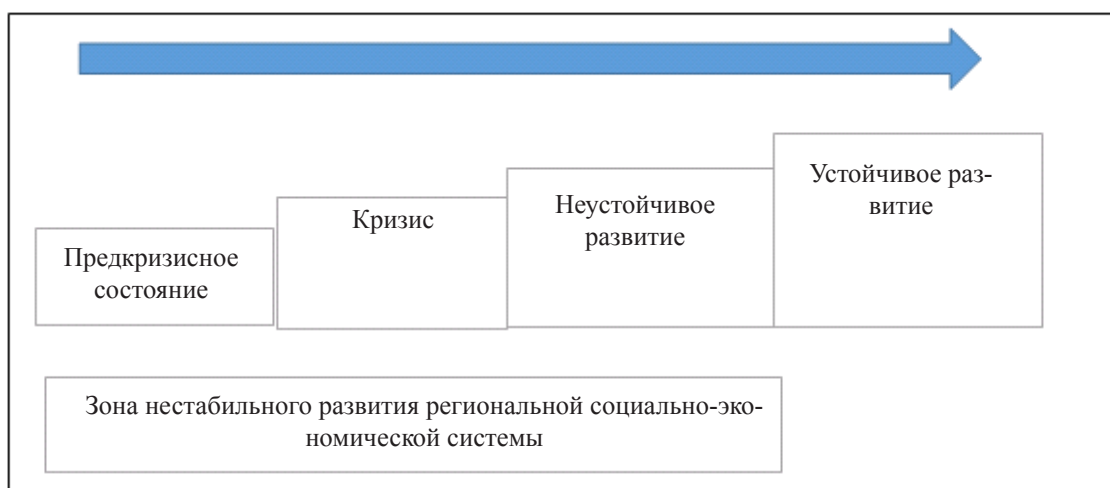 Предкризисное
состояние
Кризис
Неустойчивое
развитие
Устойчивое раз-
витие
Зона нестабильного развития региональной социально-эко-
номической системы